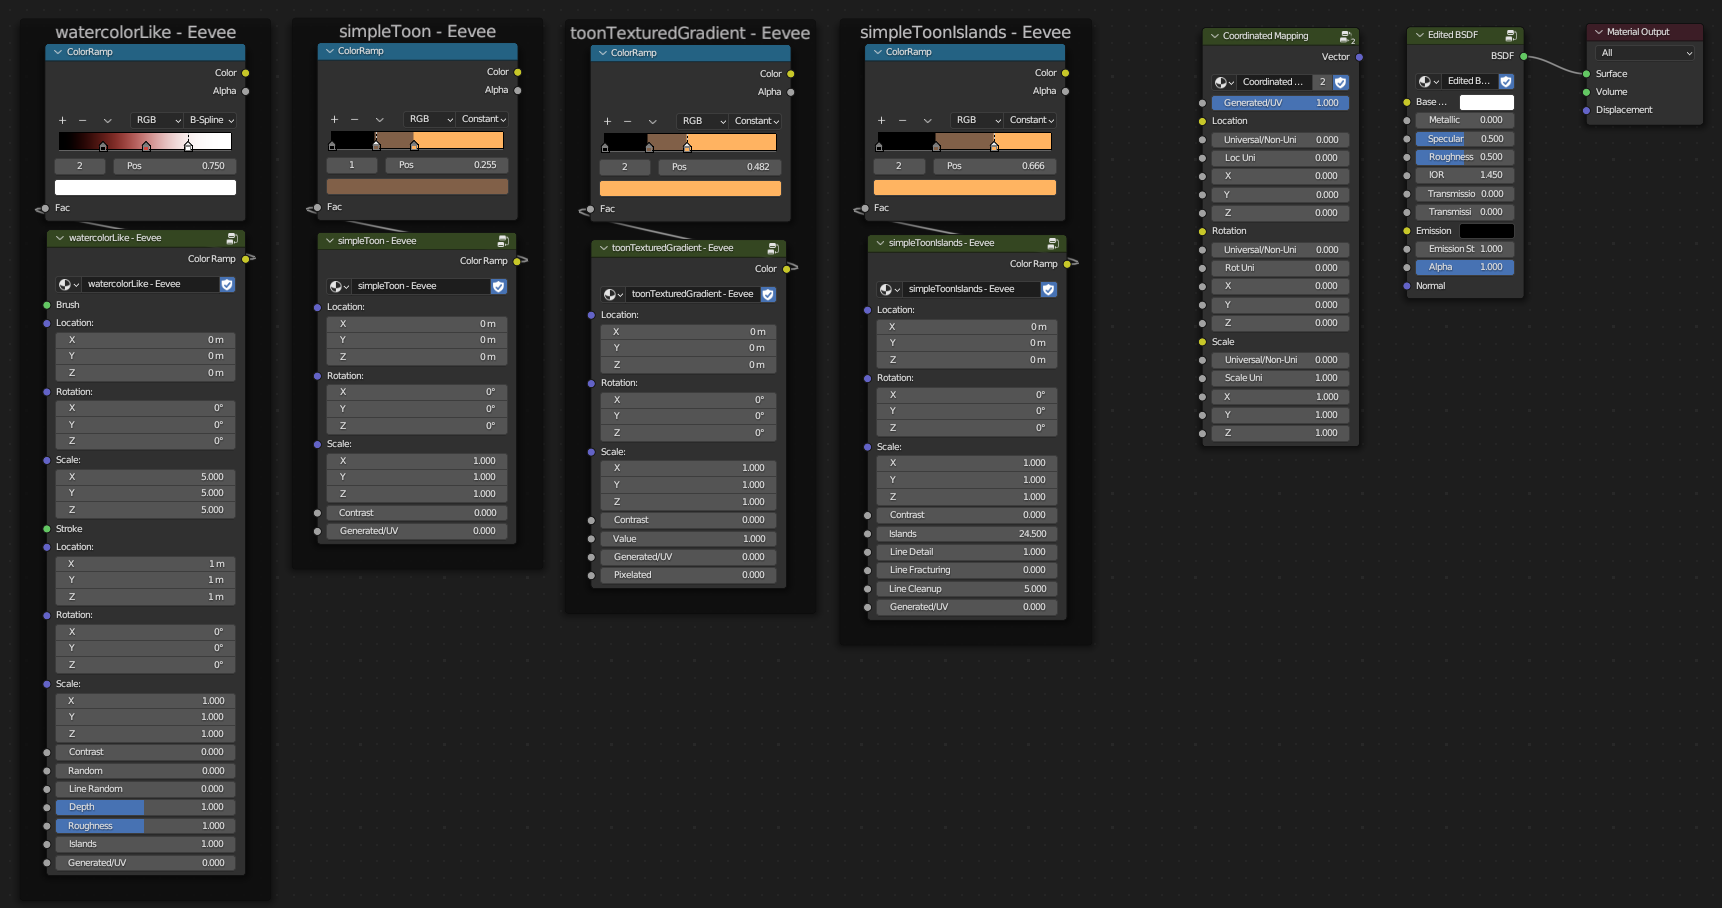 watercolorLike - Eevee
ColorRamp
Color
Alpha
+ − RGB B-Spline
2 Pos 0.750
Fac
watercolorLike - Eevee
Color Ramp
watercolorLike - Eevee
Brush
Location:
X 0 m
Y 0 m
Z 0 m
Rotation:
X 0°
Y 0°
Z 0°
Scale:
X 5.000
Y 5.000
Z 5.000
Stroke
Location:
X 1 m
Y 1 m
Z 1 m
Rotation:
X 0°
Y 0°
Z 0°
Scale:
X 1.000
Y 1.000
Z 1.000
Contrast 0.000
Random 0.000
Line Random 0.000
Depth 1.000
Roughness 1.000
Islands 1.000
Generated/UV 0.000
simpleToon - Eevee
ColorRamp
Color
Alpha
+ − RGB Constant
1 Pos 0.255
Fac
simpleToon - Eevee
Color Ramp
simpleToon - Eevee
Location:
X 0 m
Y 0 m
Z 0 m
Rotation:
X 0°
Y 0°
Z 0°
Scale:
X 1.000
Y 1.000
Z 1.000
Contrast 0.000
Generated/UV 0.000
toonTexturedGradient - Eevee
ColorRamp
Color
Alpha
+ − RGB Constant
2 Pos 0.482
Fac
toonTexturedGradient - Eevee
Color
toonTexturedGradient - Eevee
Location:
X 0 m
Y 0 m
Z 0 m
Rotation:
X 0°
Y 0°
Z 0°
Scale:
X 1.000
Y 1.000
Z 1.000
Contrast 0.000
Value 1.000
Generated/UV 0.000
Pixelated 0.000
simpleToonIslands - Eevee
ColorRamp
Color
Alpha
+ − RGB Constant
2 Pos 0.666
Fac
simpleToonIslands - Eevee
Color Ramp
simpleToonIslands - Eevee
Location:
X 0 m
Y 0 m
Z 0 m
Rotation:
X 0°
Y 0°
Z 0°
Scale:
X 1.000
Y 1.000
Z 1.000
Contrast 0.000
Islands 24.500
Line Detail 1.000
Line Fracturing 0.000
Line Cleanup 5.000
Generated/UV 0.000
Coordinated Mapping 2
Vector
Coordinated ... 2
Generated/UV 1.000
Location
Universal/Non-Uni 0.000
Loc Uni 0.000
X 0.000
Y 0.000
Z 0.000
Rotation
Universal/Non-Uni 0.000
Rot Uni 0.000
X 0.000
Y 0.000
Z 0.000
Scale
Universal/Non-Uni 0.000
Scale Uni 1.000
X 1.000
Y 1.000
Z 1.000
Edited BSDF
BSDF
Edited B...
Base ...
Metallic 0.000
Specular 0.500
Roughness 0.500
IOR 1.450
Transmissio 0.000
Transmissi 0.000
Emission
Emission St 1.000
Alpha 1.000
Normal
Material Output
All
Surface
Volume
Displacement